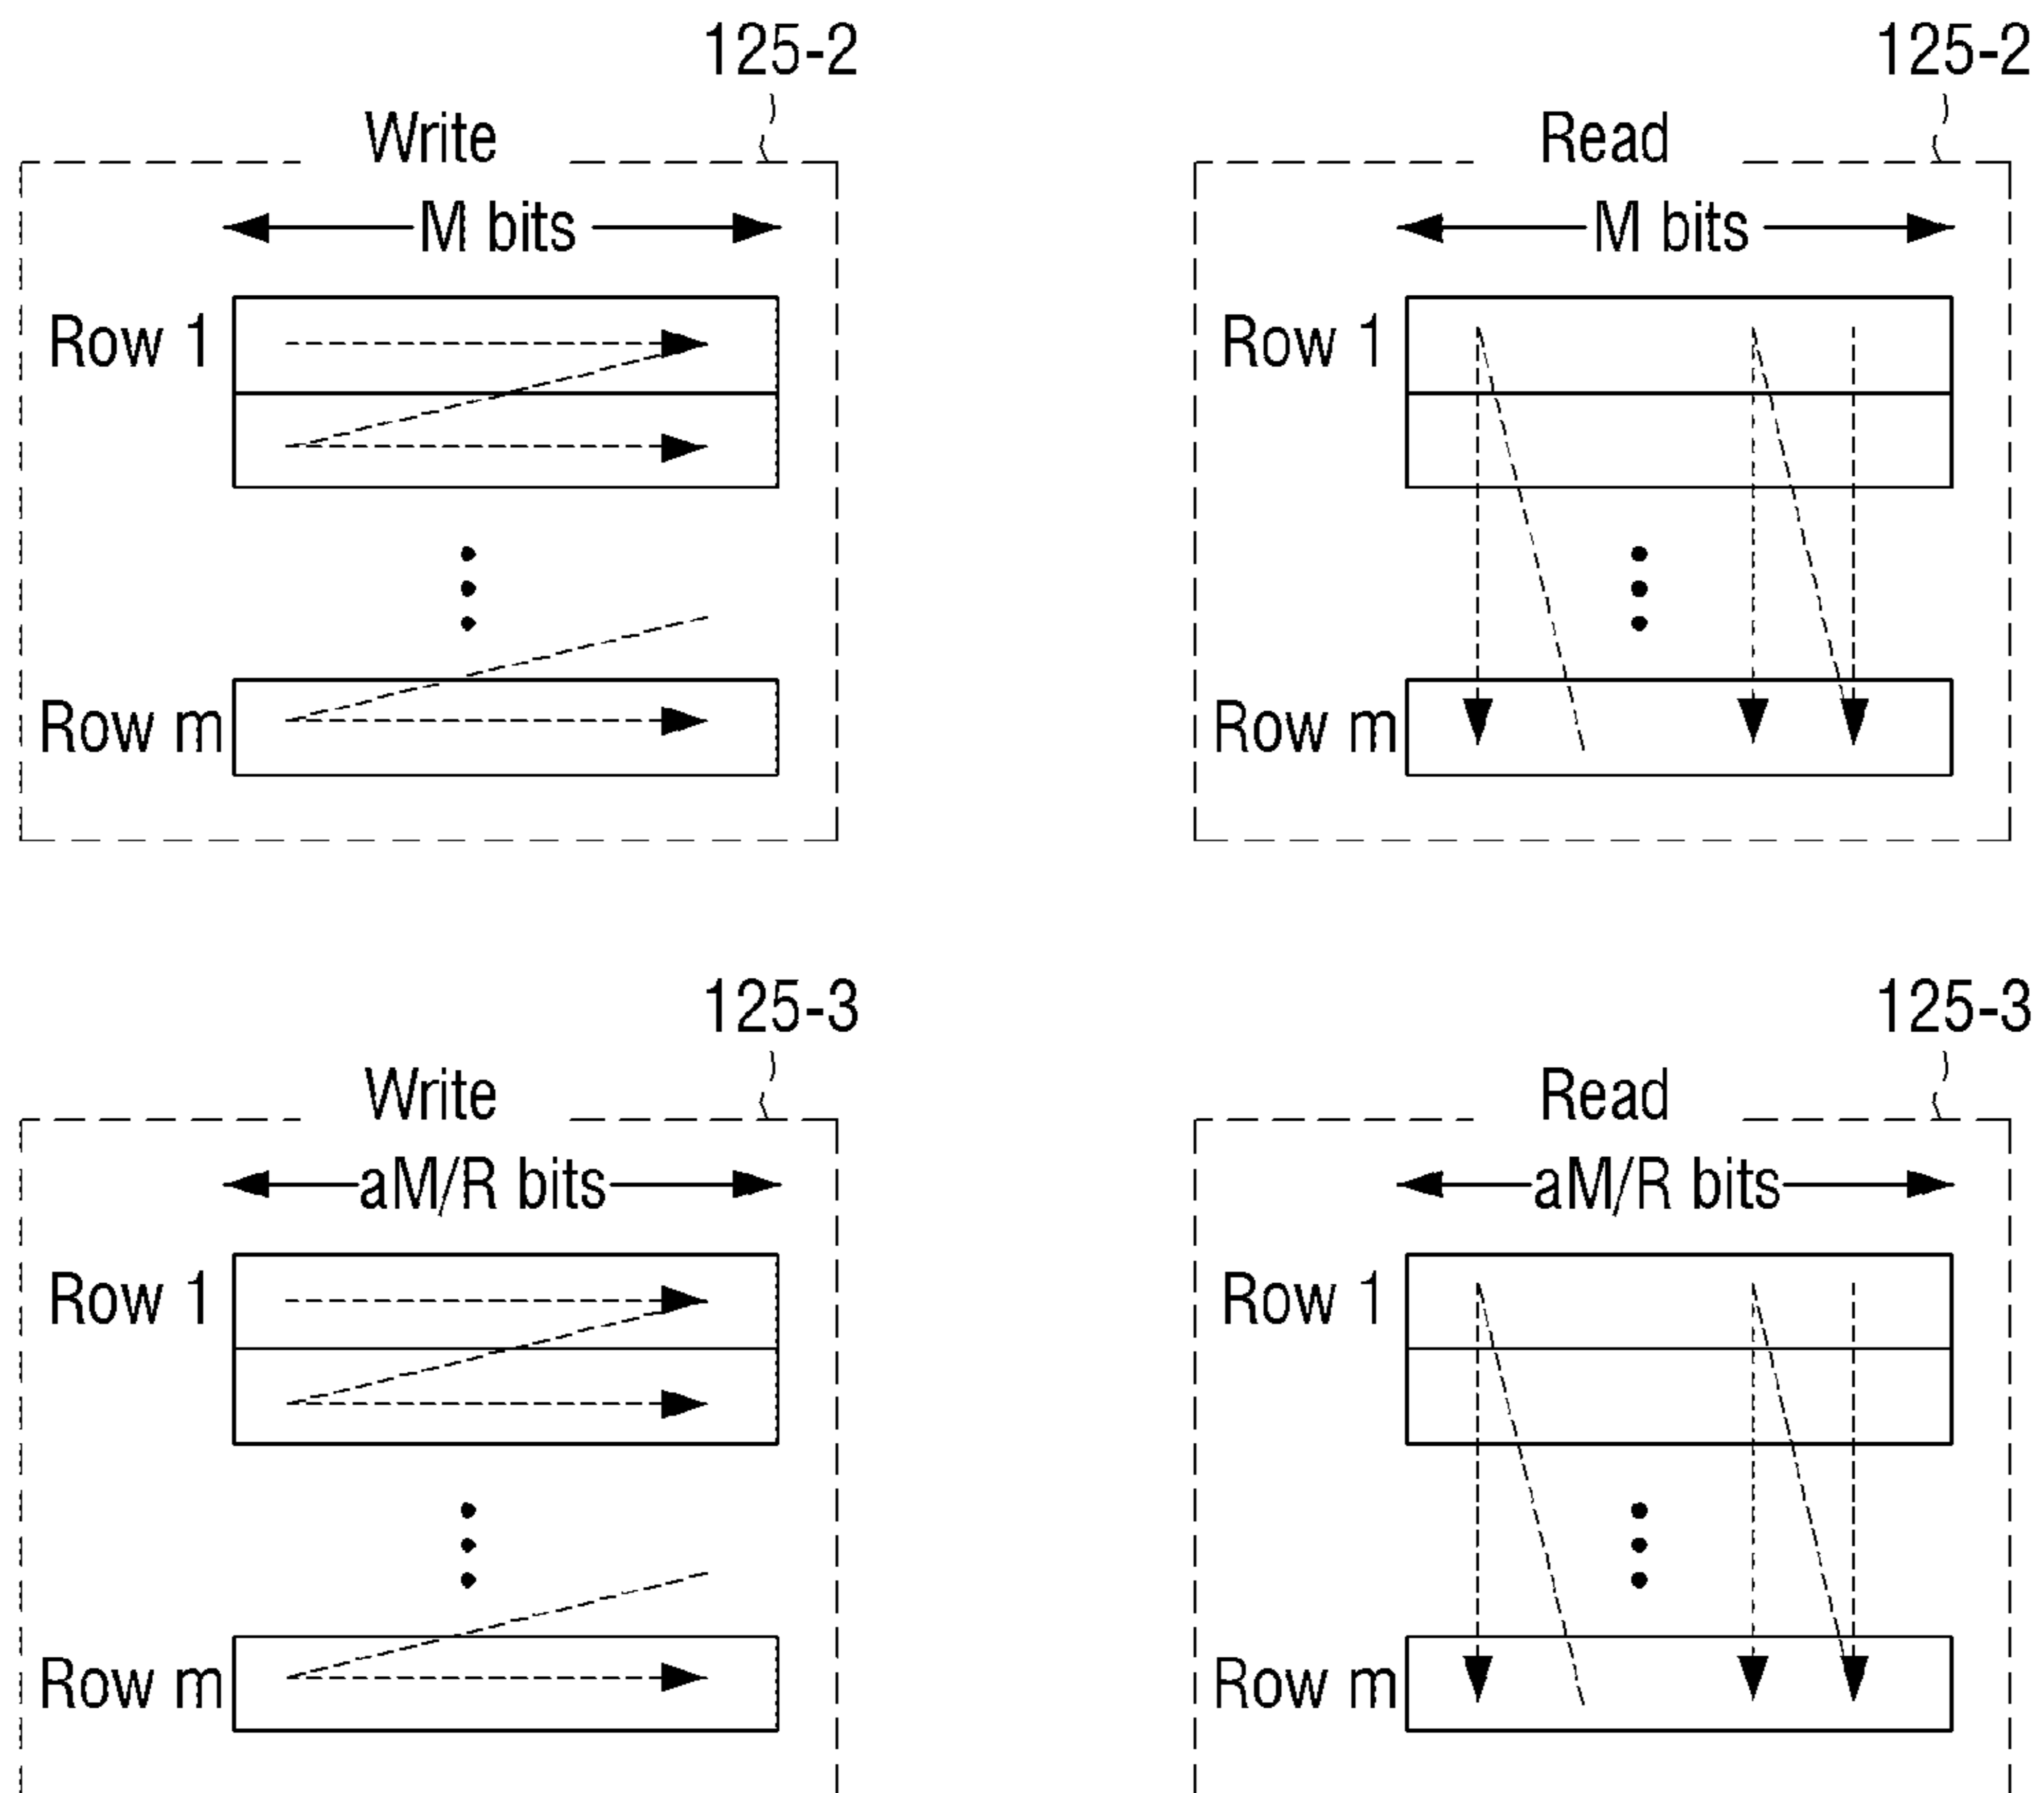 125-2
Write
M bits
Row 1
Row m
125-2
Read
M bits
Row 1
Row m
125-3
Write
aM/R bits
Row 1
Row m
125-3
Read
aM/R bits
Row 1
Row m